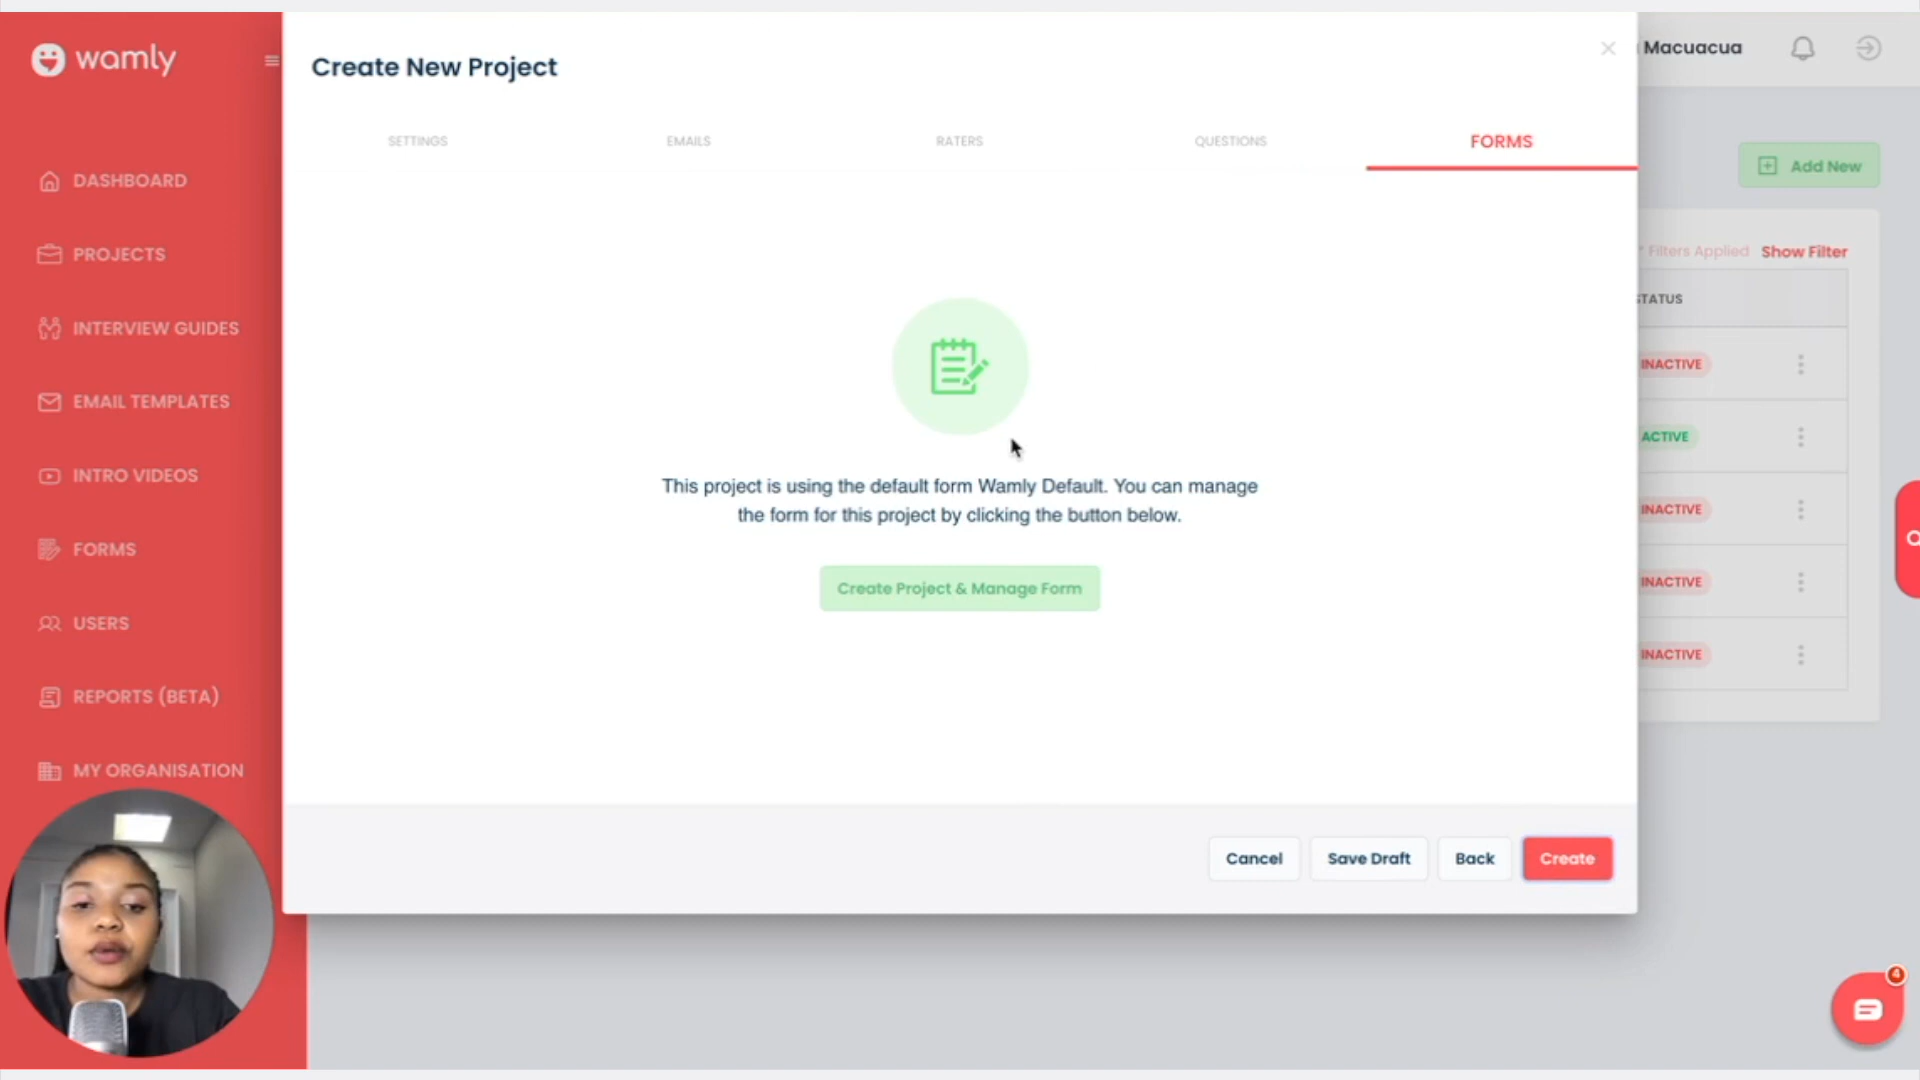 wamly
Create New Project
Macuacua
SETTINGS
EMAILS
RATERS
QUESTIONS
FORMS
Add New
DASHBOARD
PROJECTS
INTERVIEW GUIDES
EMAIL TEMPLATES
INTRO VIDEOS
FORMS
USERS
REPORTS (BETA)
MY ORGANISATION
* Filters Applied Show Filter
STATUS
INACTIVE
ACTIVE
INACTIVE
INACTIVE
INACTIVE
This project is using the default form Wamly Default. You can manage
the form for this project by clicking the button below.
Create Project & Manage Form
Cancel
Save Draft
Back
Create
4